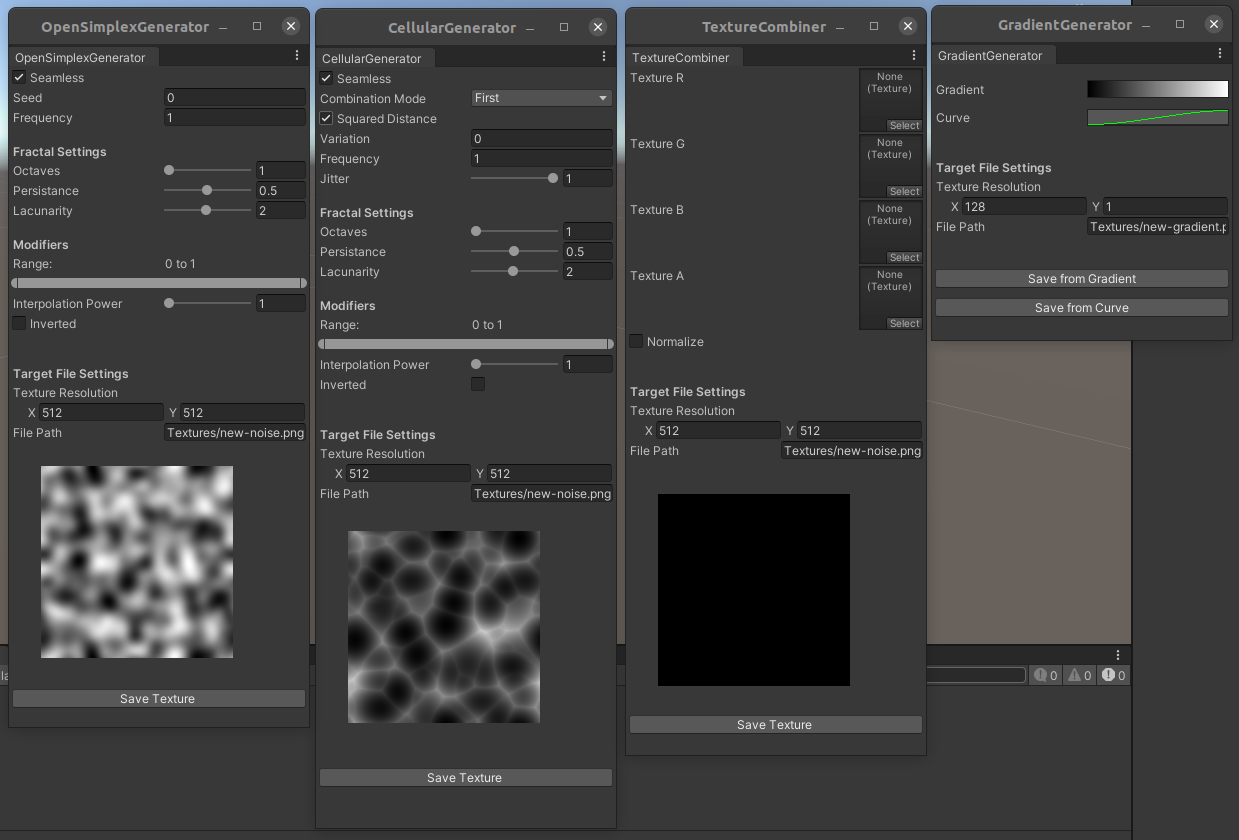 OpenSimplexGenerator
OpenSimplexGenerator
Seamless
Seed 0
Frequency 1
Fractal Settings
Octaves 1
Persistance 0.5
Lacunarity 2
Modifiers
Range: 0 to 1
Interpolation Power 1
Inverted
Target File Settings
Texture Resolution
X 512 Y 512
File Path Textures/new-noise.png
Save Texture
CellularGenerator
CellularGenerator
Seamless
Combination Mode First
Squared Distance
Variation 0
Frequency 1
Jitter 1
Fractal Settings
Octaves 1
Persistance 0.5
Lacunarity 2
Modifiers
Range: 0 to 1
Interpolation Power 1
Inverted
Target File Settings
Texture Resolution
X 512 Y 512
File Path Textures/new-noise.png
Save Texture
TextureCombiner
TextureCombiner
Texture R None
(Texture)
Select
Texture G None
(Texture)
Select
Texture B None
(Texture)
Select
Texture A None
(Texture)
Select
Normalize
Target File Settings
Texture Resolution
X 512 Y 512
File Path Textures/new-noise.png
Save Texture
GradientGenerator
GradientGenerator
Gradient
Curve
Target File Settings
Texture Resolution
X 128 Y 1
File Path Textures/new-gradient.p
Save from Gradient
Save from Curve
0 0 0